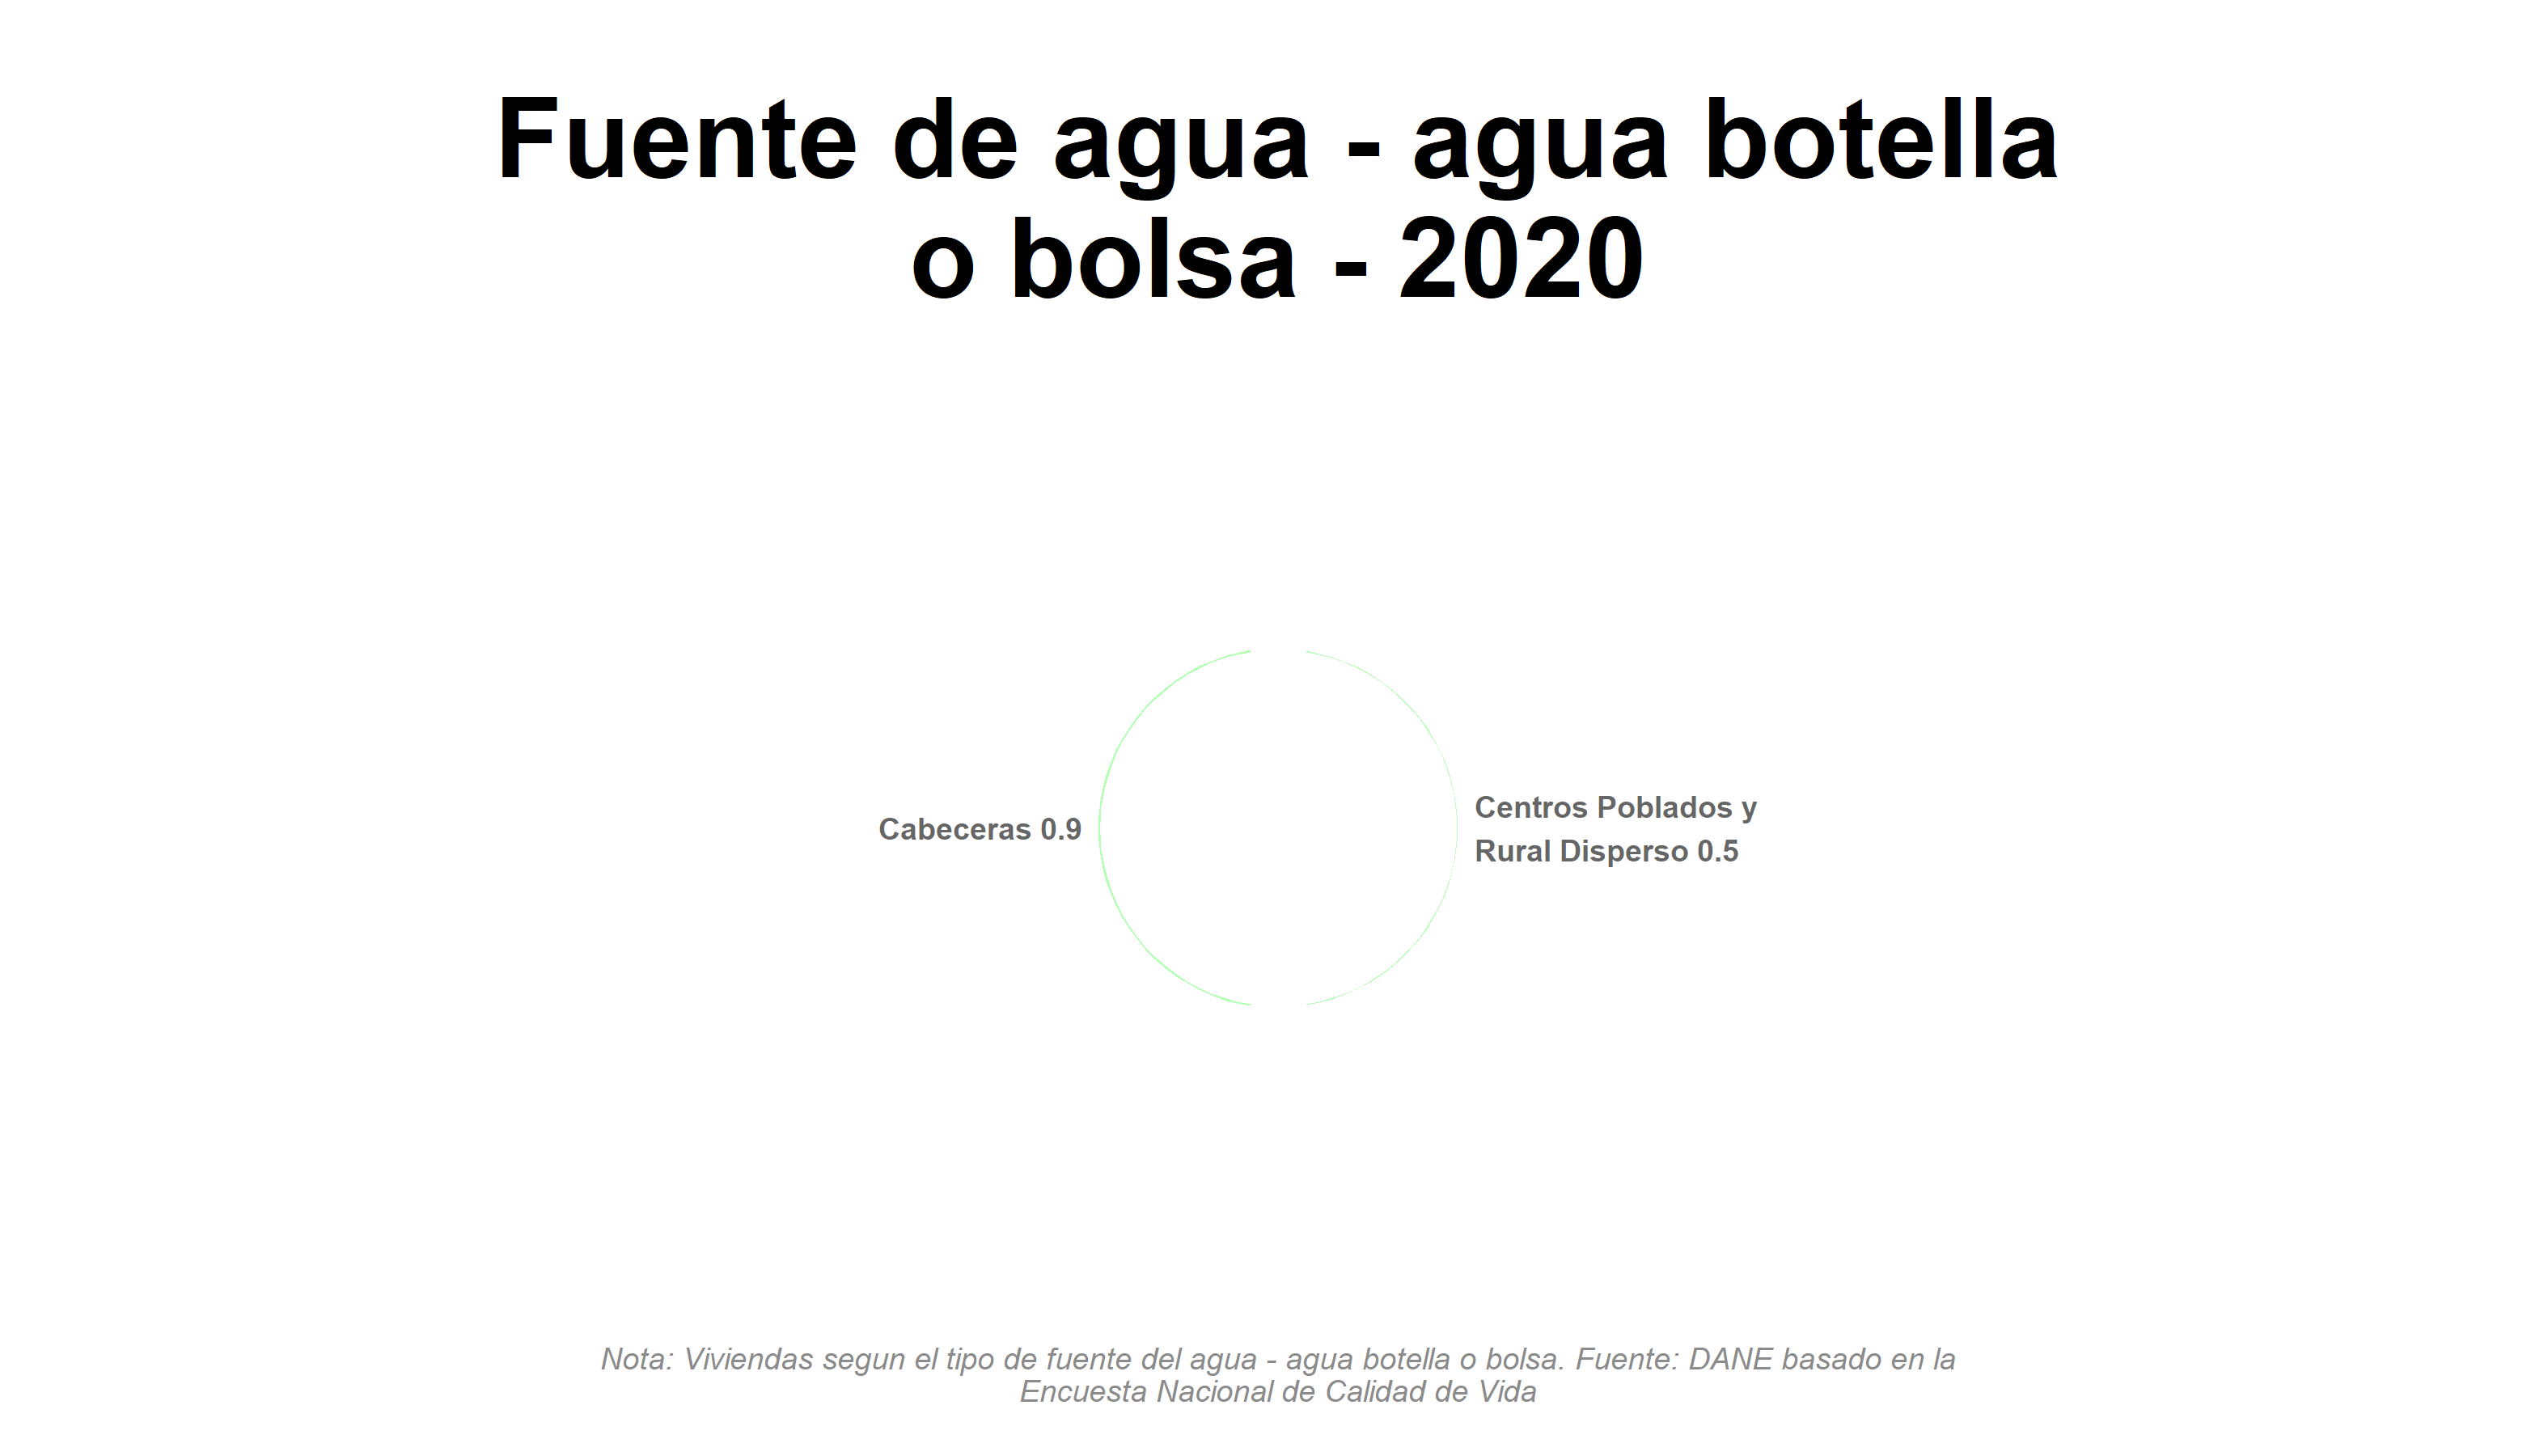 Fuente de agua - agua botella
o bolsa - 2020
Cabeceras 0.9
Centros Poblados y
Rural Disperso 0.5
Nota: Viviendas segun el tipo de fuente del agua - agua botella o bolsa. Fuente: DANE basado en la
Encuesta Nacional de Calidad de Vida